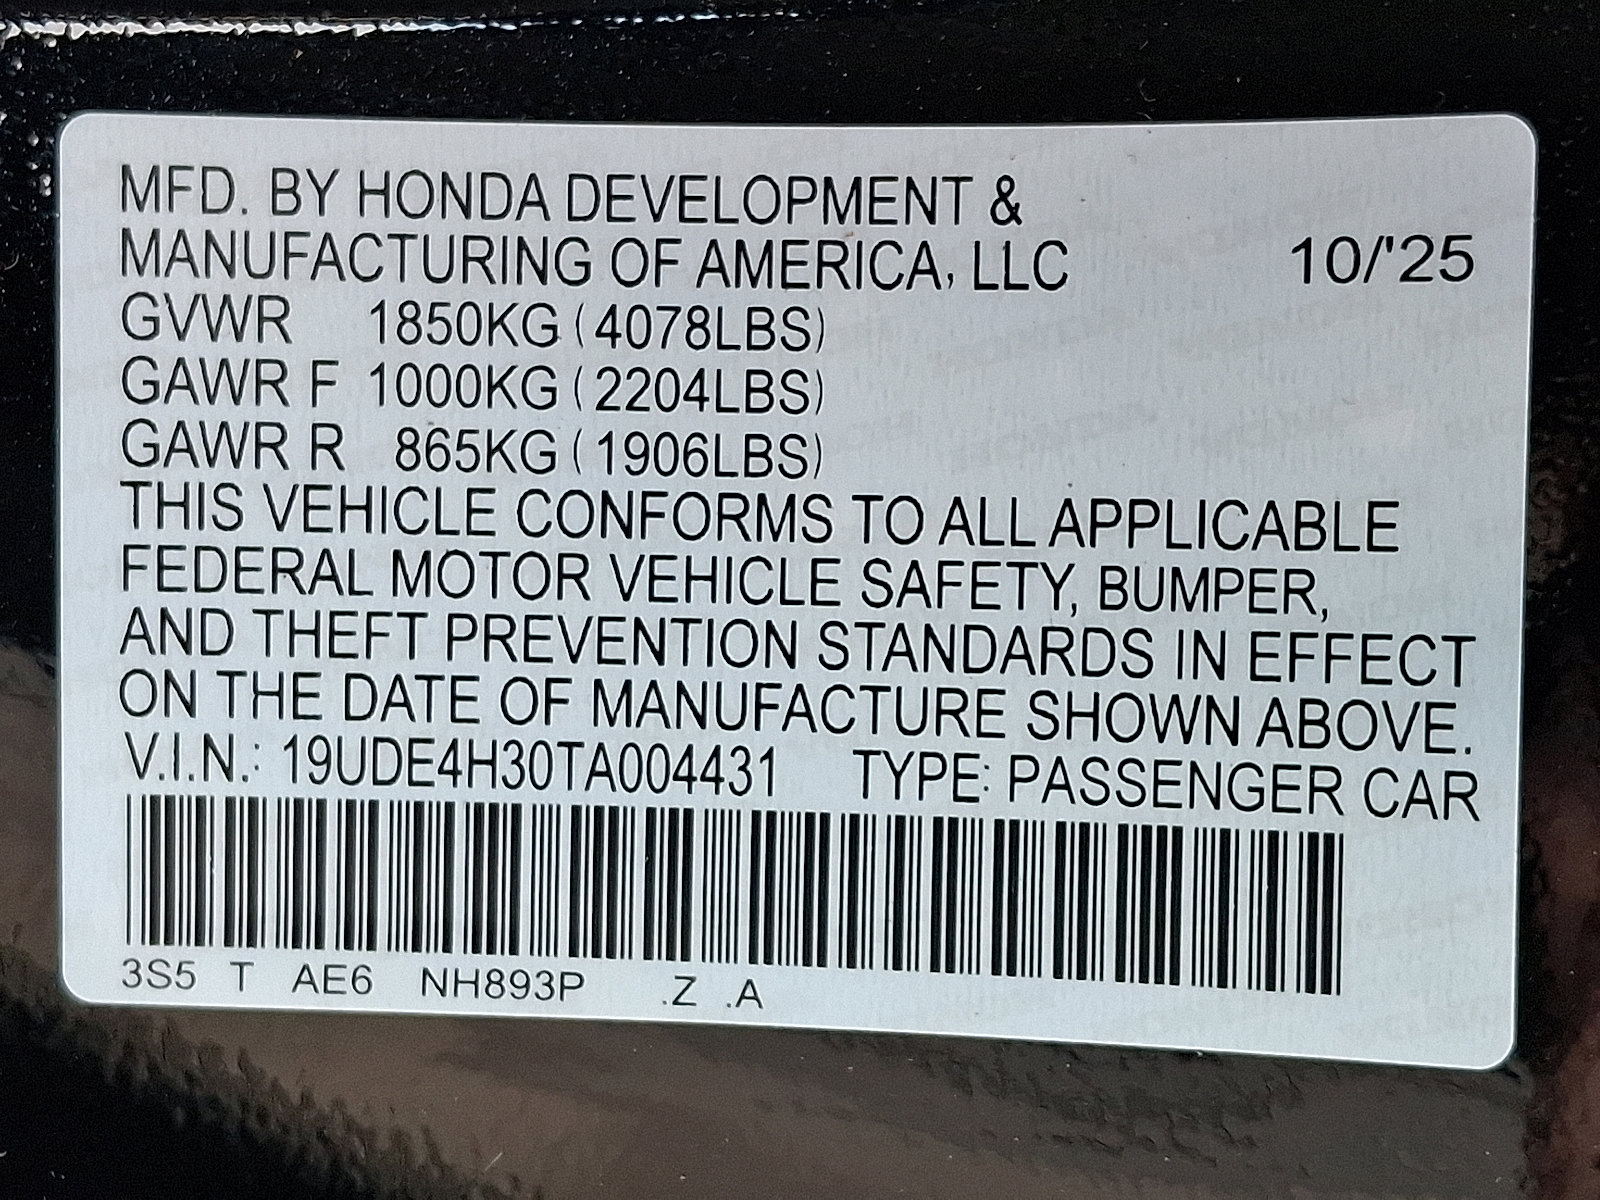 MFD. BY HONDA DEVELOPMENT &
MANUFACTURING OF AMERICA, LLC 10/'25
GVWR 1850KG (4078LBS)
GAWR F 1000KG (2204LBS)
GAWR R 865KG (1906LBS)
THIS VEHICLE CONFORMS TO ALL APPLICABLE
FEDERAL MOTOR VEHICLE SAFETY, BUMPER,
AND THEFT PREVENTION STANDARDS IN EFFECT
ON THE DATE OF MANUFACTURE SHOWN ABOVE.
V.I.N.: 19UDE4H30TA004431 TYPE: PASSENGER CAR
3S5 T AE6 NH893P .Z .A